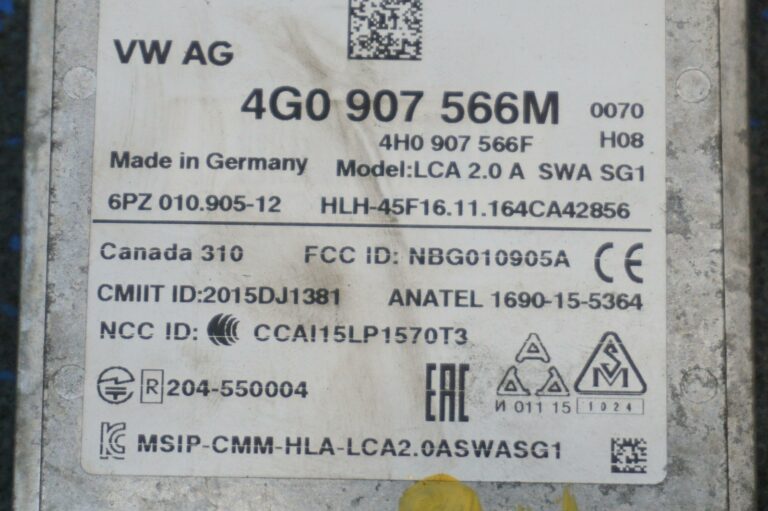 VW AG
4G0 907 566M 0070
4H0 907 566F H08
Made in Germany Model:LCA 2.0 A SWA SG1
6PZ 010.905-12 HLH-45F16.11.164CA42856
Canada 310 FCC ID: NBG010905A CE
CMIIT ID:2015DJ1381 ANATEL 1690-15-5364
NCC ID: CCAI15LP1570T3
R 204-550004 EAC И 011 15 1024
MSIP-CMM-HLA-LCA2.0ASWASG1